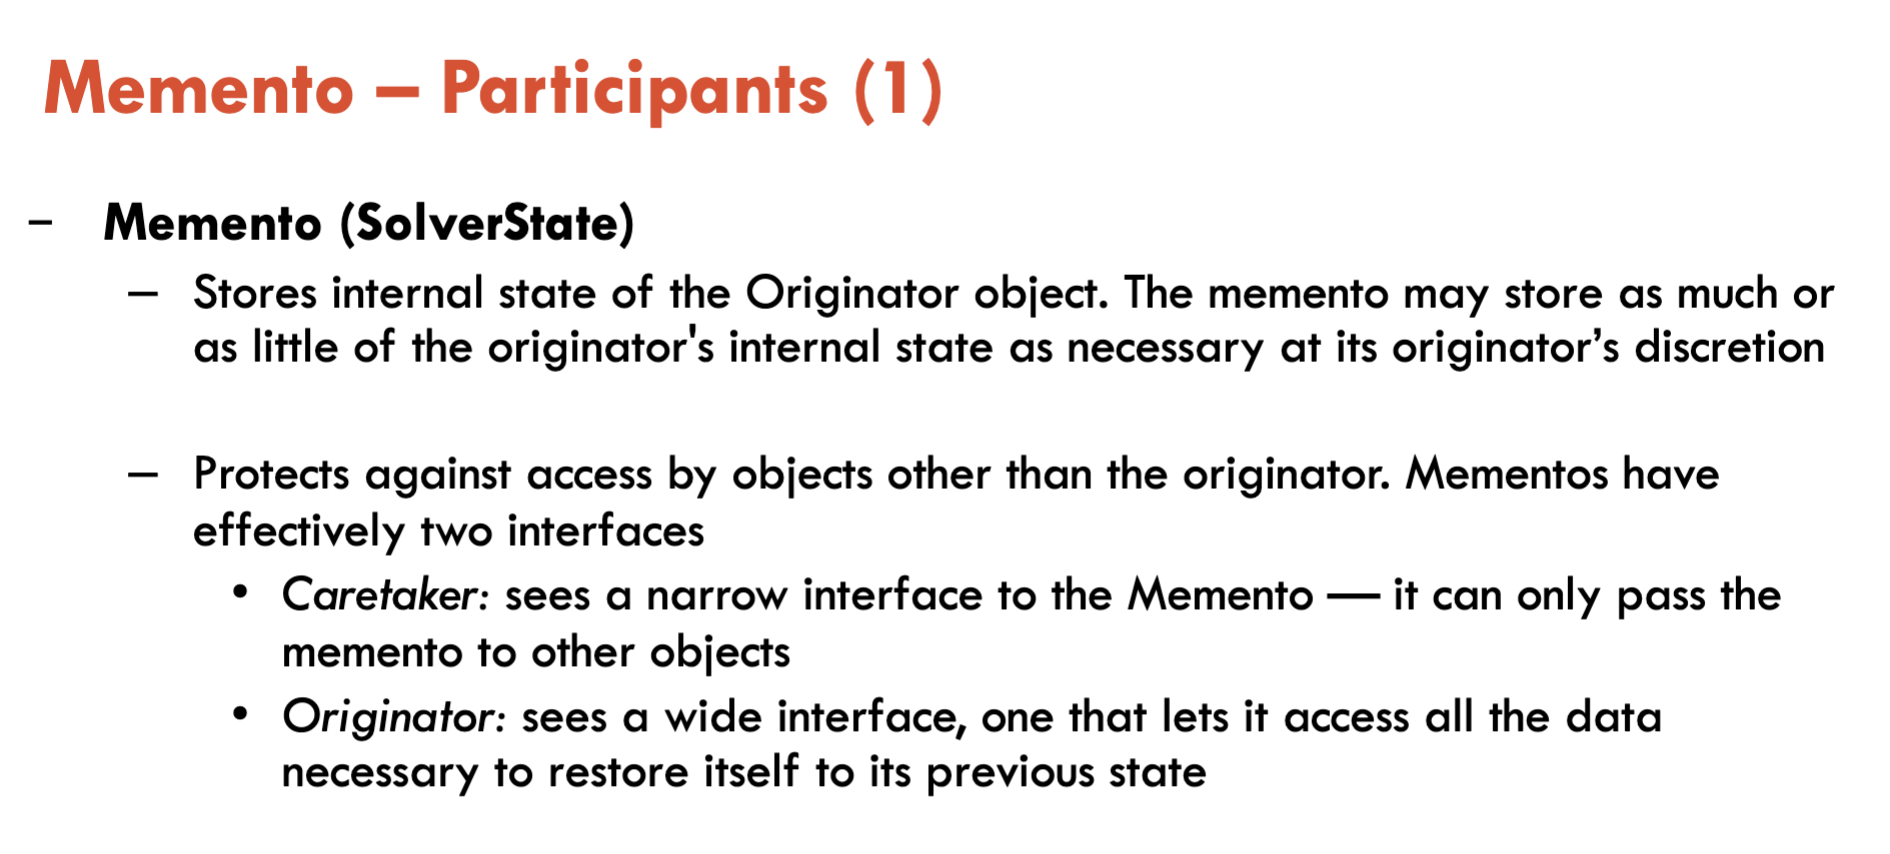 Memento – Participants (1)
– Memento (SolverState)
– Stores internal state of the Originator object. The memento may store as much or
as little of the originator's internal state as necessary at its originator’s discretion
– Protects against access by objects other than the originator. Mementos have
effectively two interfaces
• Caretaker: sees a narrow interface to the Memento — it can only pass the
memento to other objects
• Originator: sees a wide interface, one that lets it access all the data
necessary to restore itself to its previous state